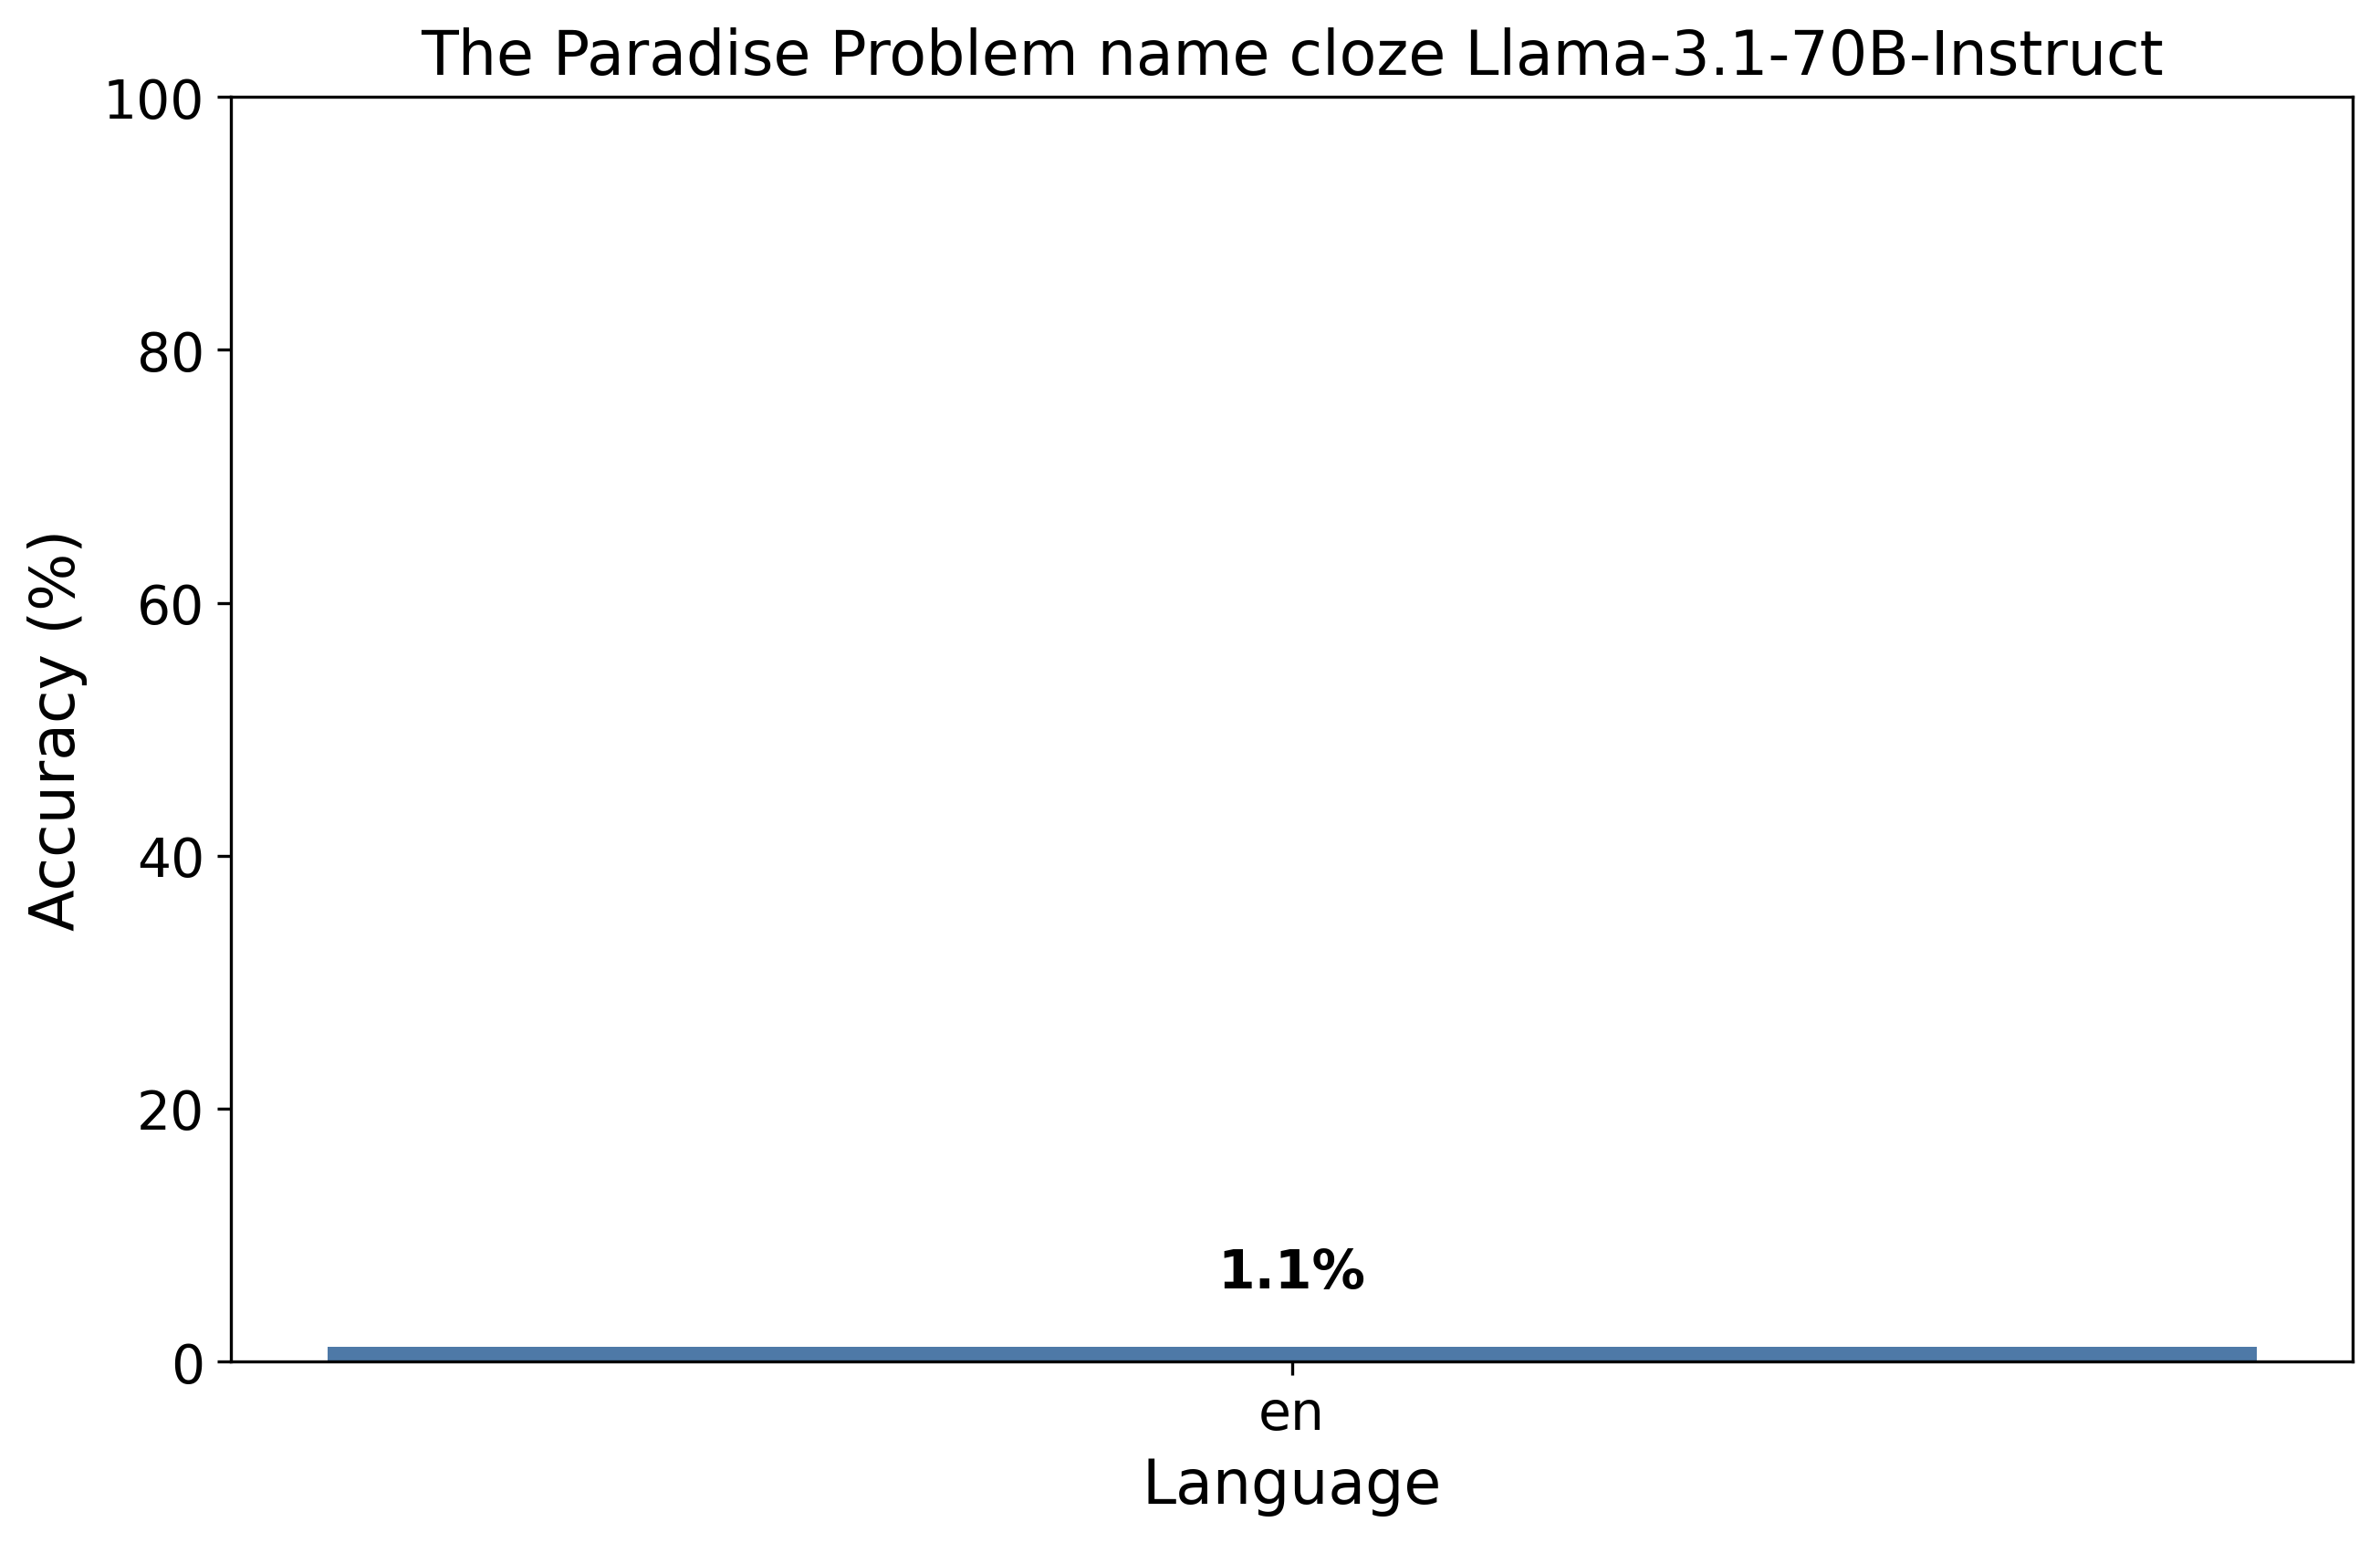 The Paradise Problem name cloze Llama-3.1-70B-Instruct
100
80
60
40
20
0
Accuracy (%)
1.1%
en
Language